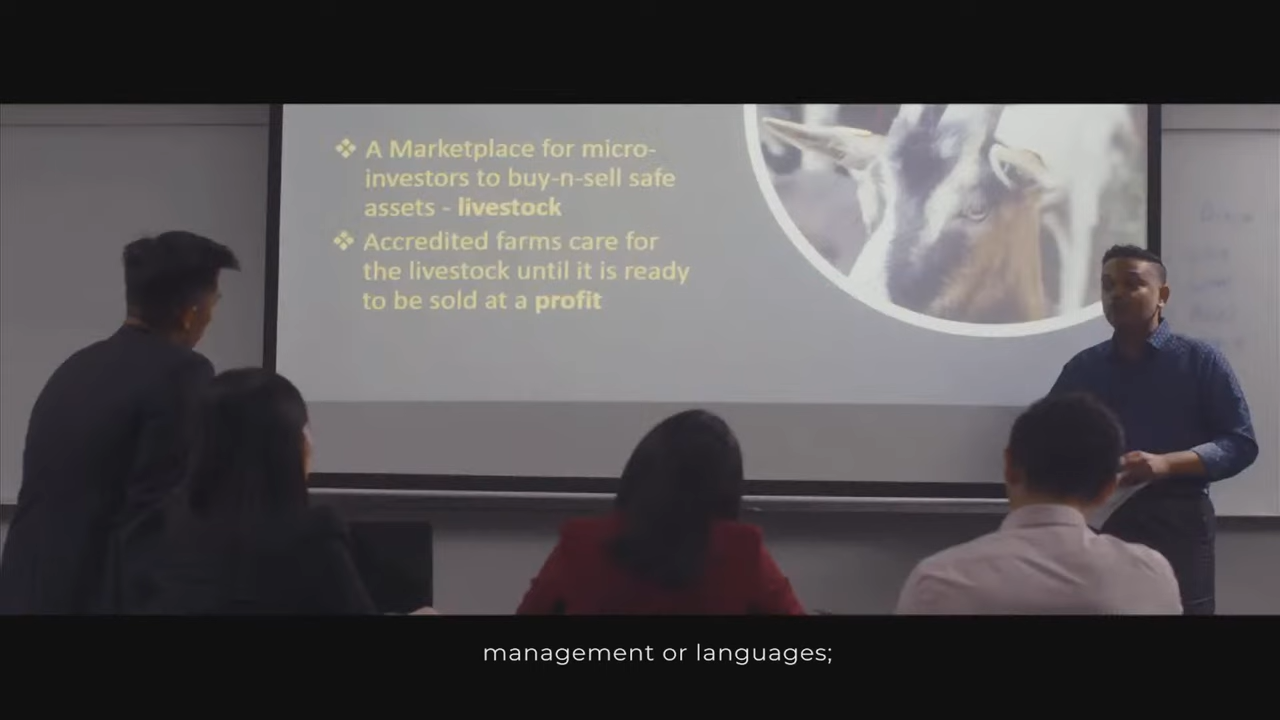 ❖ A Marketplace for micro-
investors to buy-n-sell safe
assets - livestock
❖ Accredited farms care for
the livestock until it is ready
to be sold at a profit
management or languages;